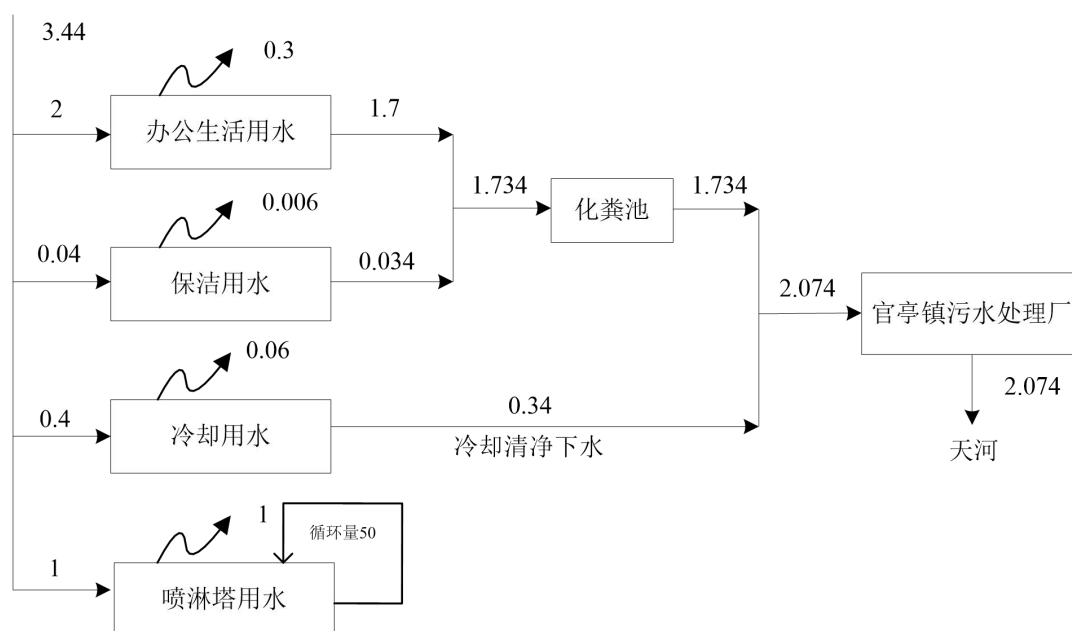 3.44
0.3
2
办公生活用水
1.7
1.734
化粪池
1.734
0.006
0.04
保洁用水
0.034
2.074
官亭镇污水处理厂
0.06
2.074
0.4
冷却用水
0.34
冷却清净下水
天河
1
循环量50
1
喷淋塔用水